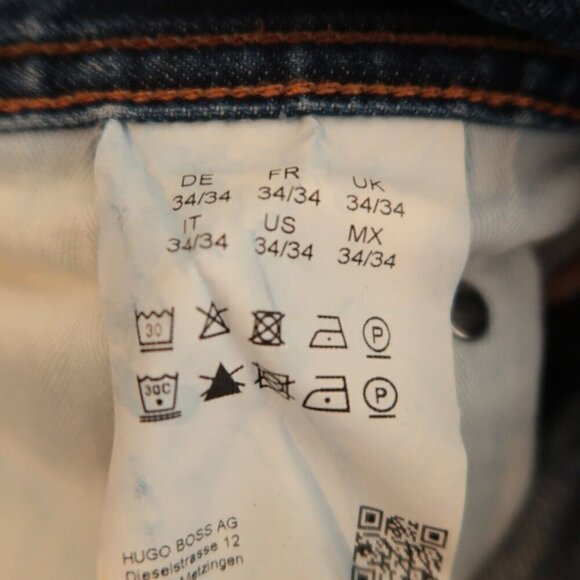 DE FR UK
34/34 34/34 34/34
IT US MX
34/34 34/34 34/34
30 P
30C P
HUGO BOSS AG
Dieselstrasse 12
Metzingen